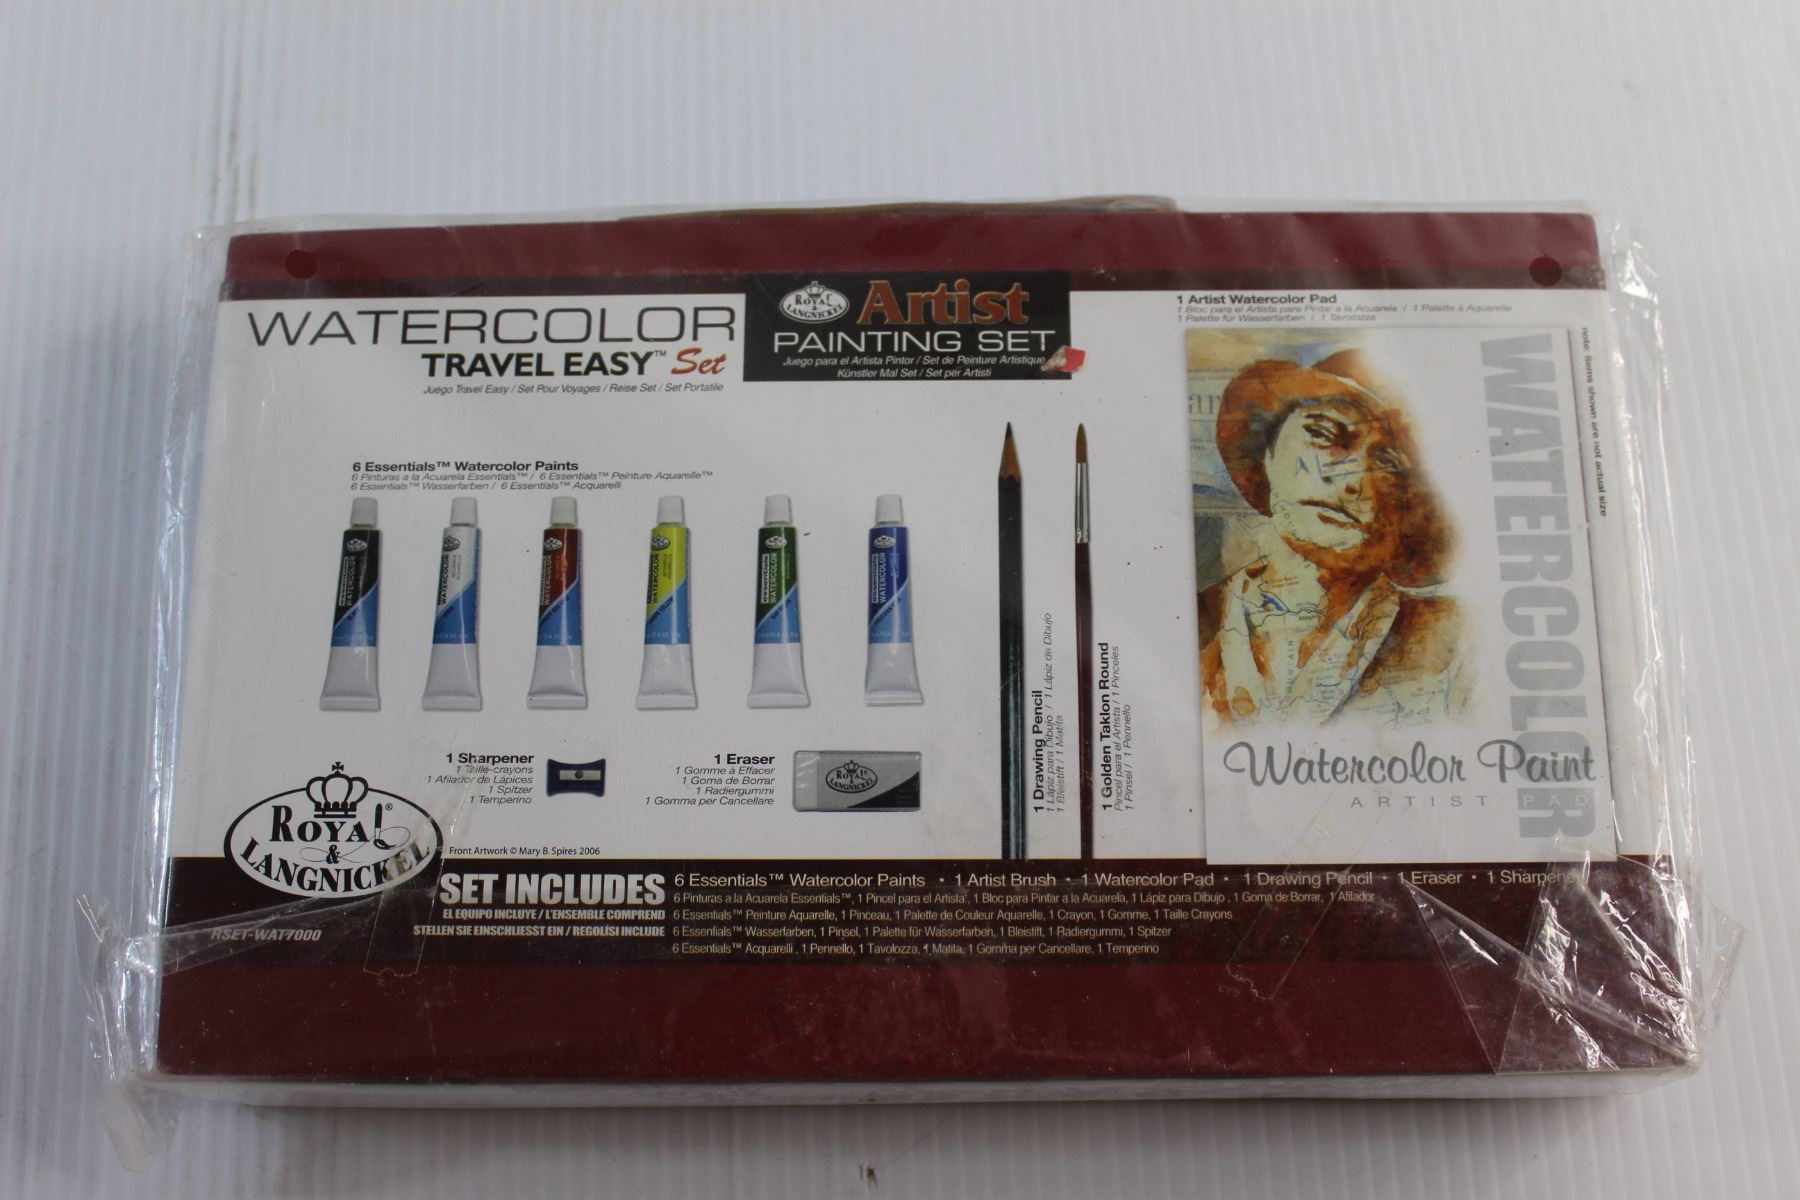 WATERCOLOR
TRAVEL EASY™ Set
Juego Travel Easy / Set Pour Voyages / Reise Set / Set Portatile
ROYAL & LANGNICKEL
Artist
PAINTING SET
Juego para el Artista Pintor / Set de Peinture Artistique
Künstler Mal Set / Set per Artisti
1 Artist Watercolor Pad
1 Bloc para el Artista para Pintar a la Acuarela / 1 Palette á Aquarelle
1 Palette für Wasserfarben / 1 Tavolozza
note: items shown are not actual size
6 Essentials™ Watercolor Paints
6 Pinturas a la Acuarela Essentials™ / 6 Essentials™ Peinture Aquarelle™
6 Essentials™ Wasserfarben / 6 Essentials™ Acquarelli
WATERCOLOR
WATERCOLOR
WATERCOLOR
WATERCOLOR
WATERCOLOR
WATERCOLOR
1 Sharpener
1 Taille-crayons
1 Afilador de Lápices
1 Spitzer
1 Temperino
1 Eraser
1 Gomme à Effacer
1 Goma de Borrar
1 Radiergummi
1 Gomma per Cancellare
ROYAL & LANGNICKEL
1 Drawing Pencil
1 Lápiz para Dibujo / 1 Lápiz de Dibujo
1 Bleistift / 1 Matita
1 Golden Taklon Round
Pincel para el Artista / 1 Pinceles
1 Pinsel / 1 Pennello
WATERCOLOR
Watercolor Paint
ARTIST PAD
ROYAL & LANGNICKEL®
Front Artwork © Mary B. Spires 2006
RSET-WAT7000
SET INCLUDES
EL EQUIPO INCLUYE / L'ENSEMBLE COMPREND
STELLEN SIE EINSCHLIESST EIN / REGOLISI INCLUDE
6 Essentials™ Watercolor Paints • 1 Artist Brush • 1 Watercolor Pad • 1 Drawing Pencil • 1 Eraser • 1 Sharpener
6 Pinturas a la Acuarela Essentials™, 1 Pincel para el Artista, 1 Bloc para Pintar a la Acuarela, 1 Lápiz para Dibujo, 1 Goma de Borrar, 1 Afilador
6 Essentials™ Peinture Aquarelle, 1 Pinceau, 1 Palette de Couleur Aquarelle, 1 Crayon, 1 Gomme, 1 Taille Crayons
6 Essentials™ Wasserfarben, 1 Pinsel, 1 Palette für Wasserfarben, 1 Bleistift, 1 Radiergummi, 1 Spitzer
6 Essentials™ Acquarelli, 1 Pennello, 1 Tavolozza, 1 Matita, 1 Gomma per Cancellare, 1 Temperino